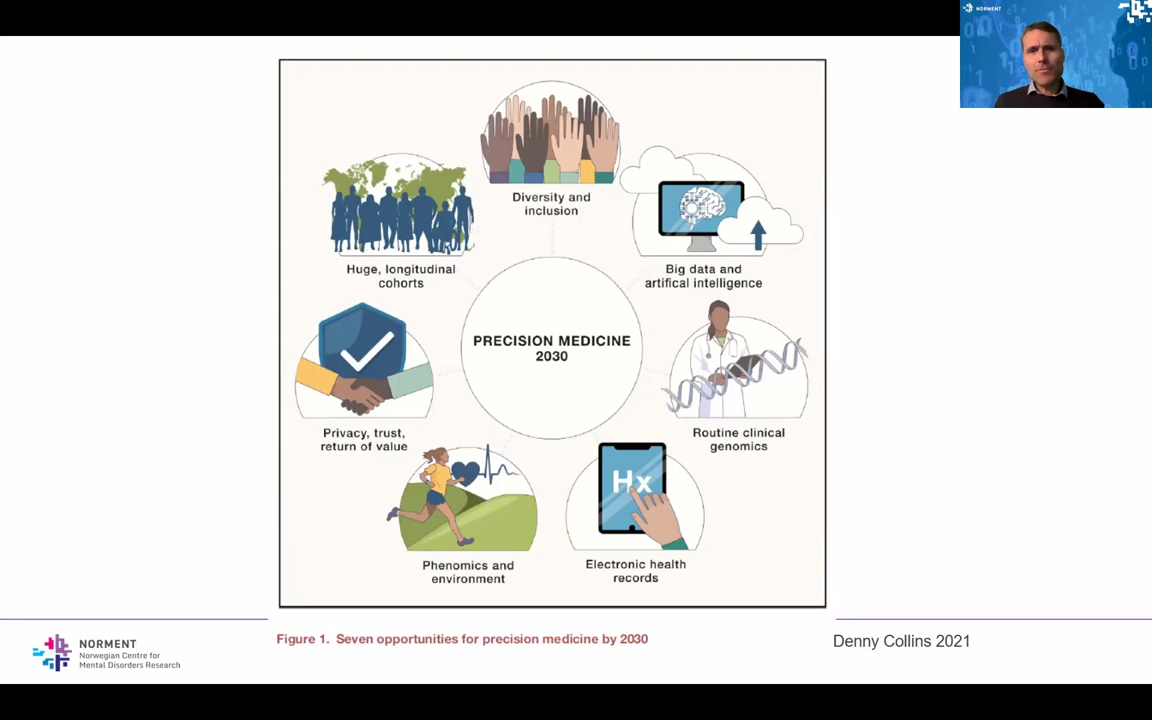 NORMENT
Diversity and
inclusion
Huge, longitudinal
cohorts
Big data and
artifical intelligence
PRECISION MEDICINE
2030
Privacy, trust,
return of value
Routine clinical
genomics
Hx
Phenomics and
environment
Electronic health
records
Figure 1. Seven opportunities for precision medicine by 2030
Denny Collins 2021
NORMENT
Norwegian Centre for
Mental Disorders Research